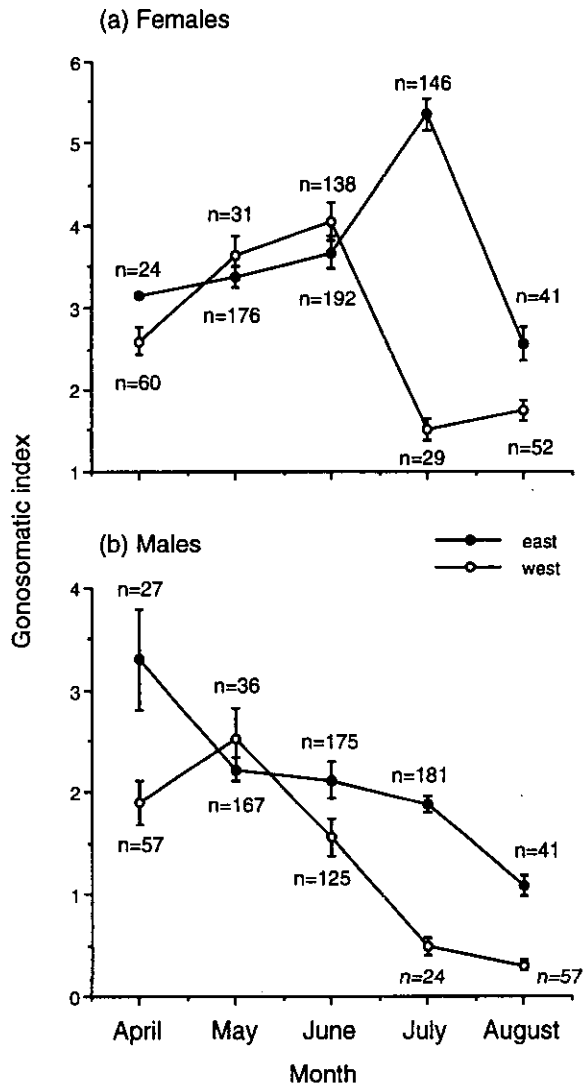 (a) Females
6
5
4
3
2
1
n=24
n=60
n=31
n=176
n=138
n=192
n=146
n=29
n=41
n=52
Gonosomatic index
(b) Males
east
west
4
3
2
1
0
n=27
n=57
n=36
n=167
n=175
n=125
n=181
n=24
n=41
n=57
April May June July August
Month